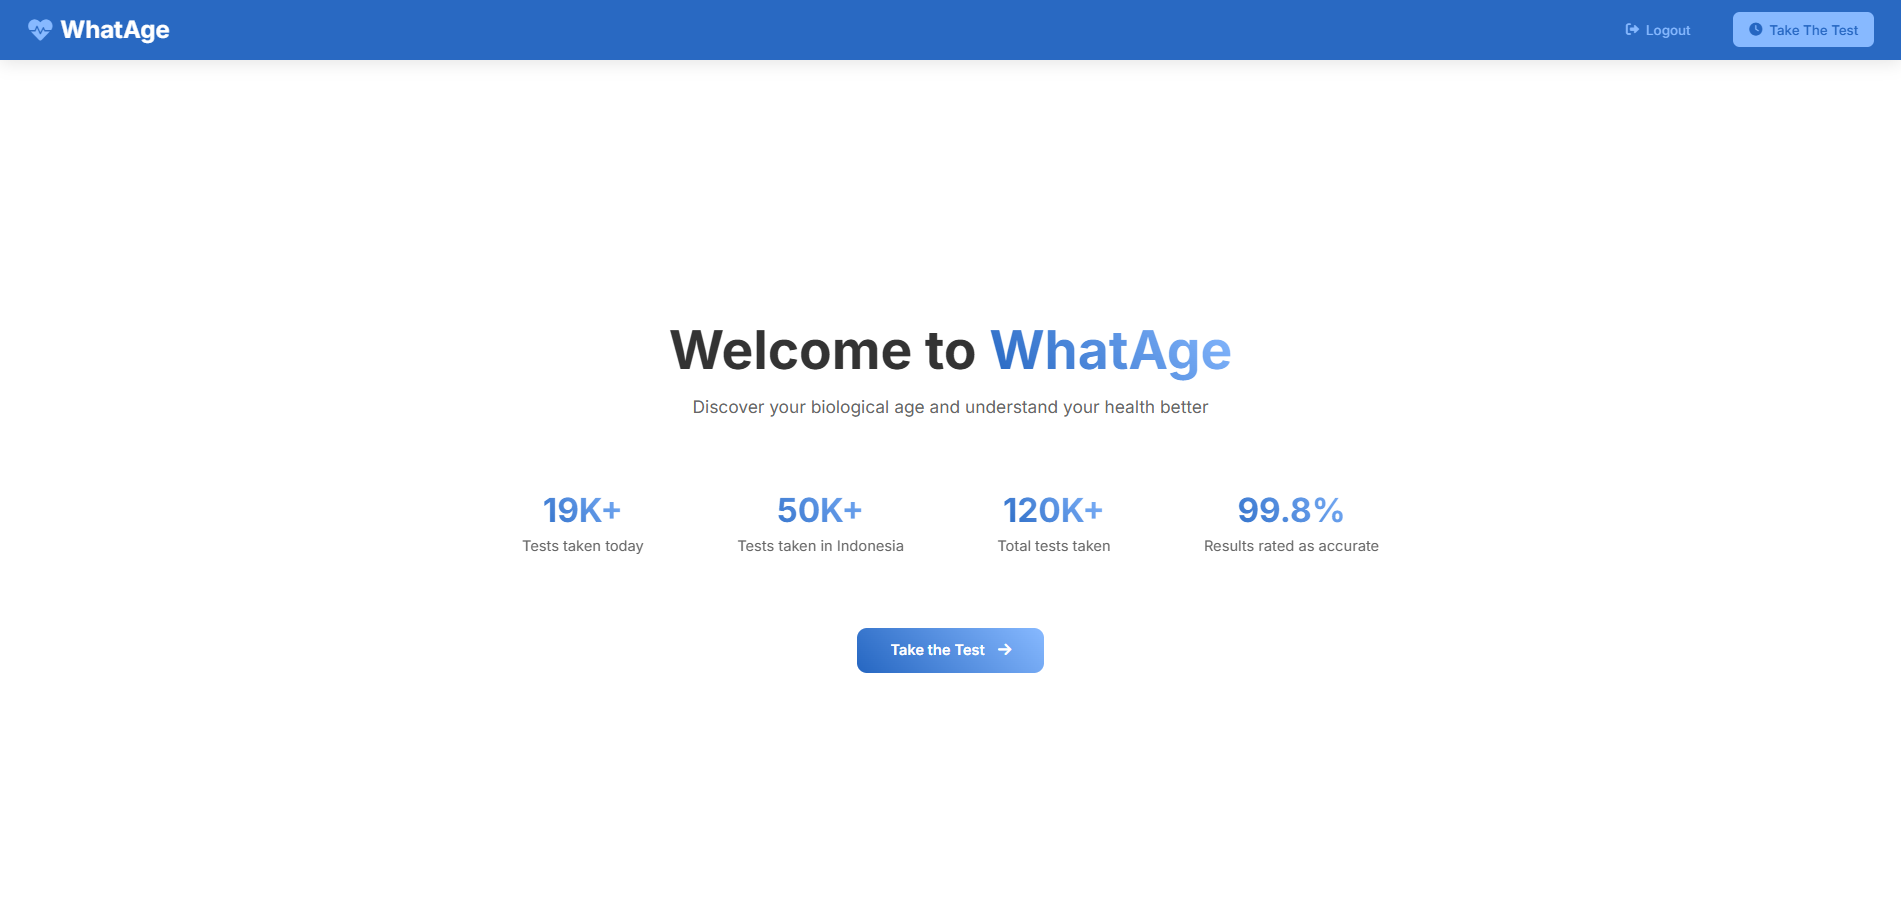 WhatAge
Logout
Take The Test
Welcome to WhatAge
Discover your biological age and understand your health better
19K+
Tests taken today
50K+
Tests taken in Indonesia
120K+
Total tests taken
99.8%
Results rated as accurate
Take the Test